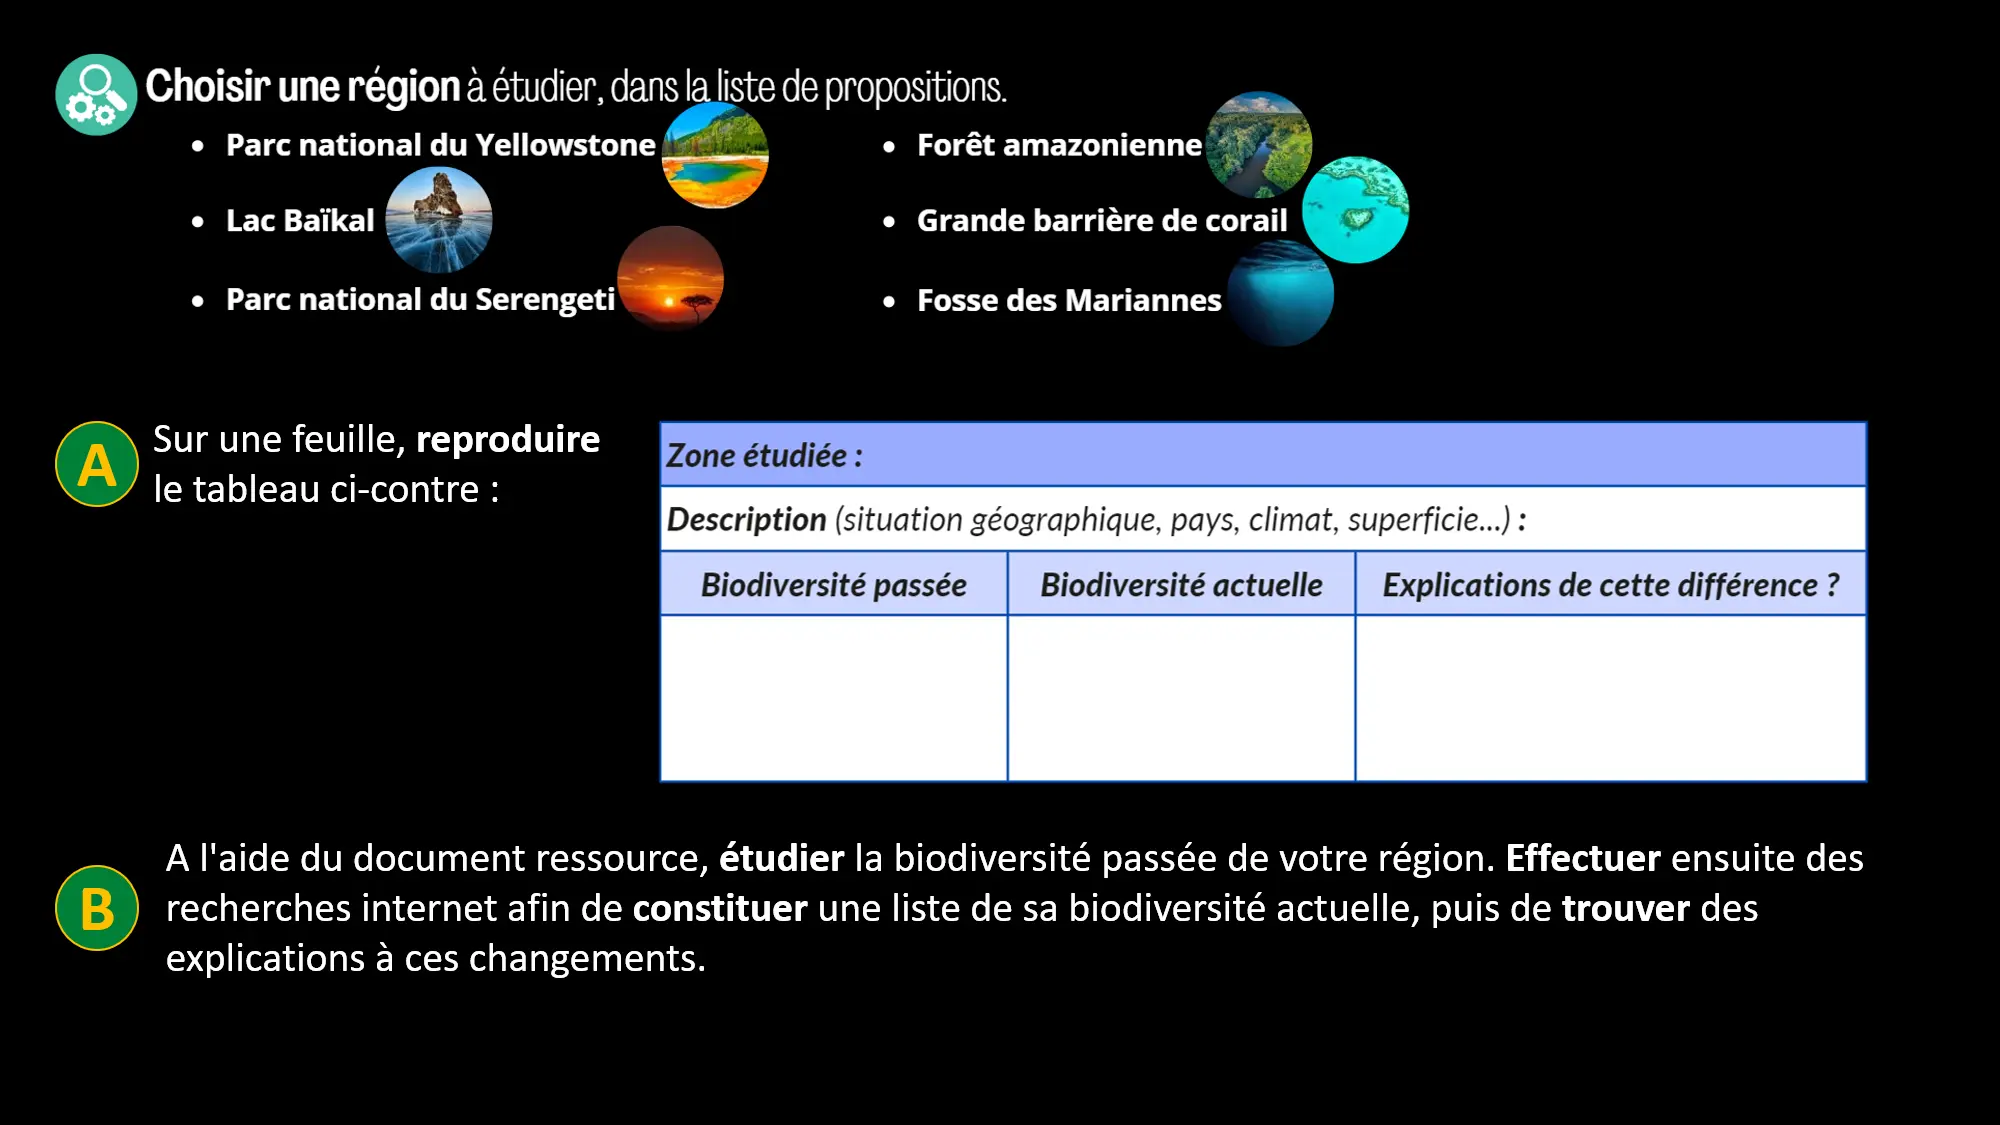 Choisir une région à étudier, dans la liste de propositions.
• Parc national du Yellowstone
• Lac Baïkal
• Parc national du Serengeti
• Forêt amazonienne
• Grande barrière de corail
• Fosse des Mariannes
A
Sur une feuille, reproduire
le tableau ci-contre :
Zone étudiée :
Description (situation géographique, pays, climat, superficie...) :
Biodiversité passée
Biodiversité actuelle
Explications de cette différence ?
B
A l'aide du document ressource, étudier la biodiversité passée de votre région. Effectuer ensuite des
recherches internet afin de constituer une liste de sa biodiversité actuelle, puis de trouver des
explications à ces changements.